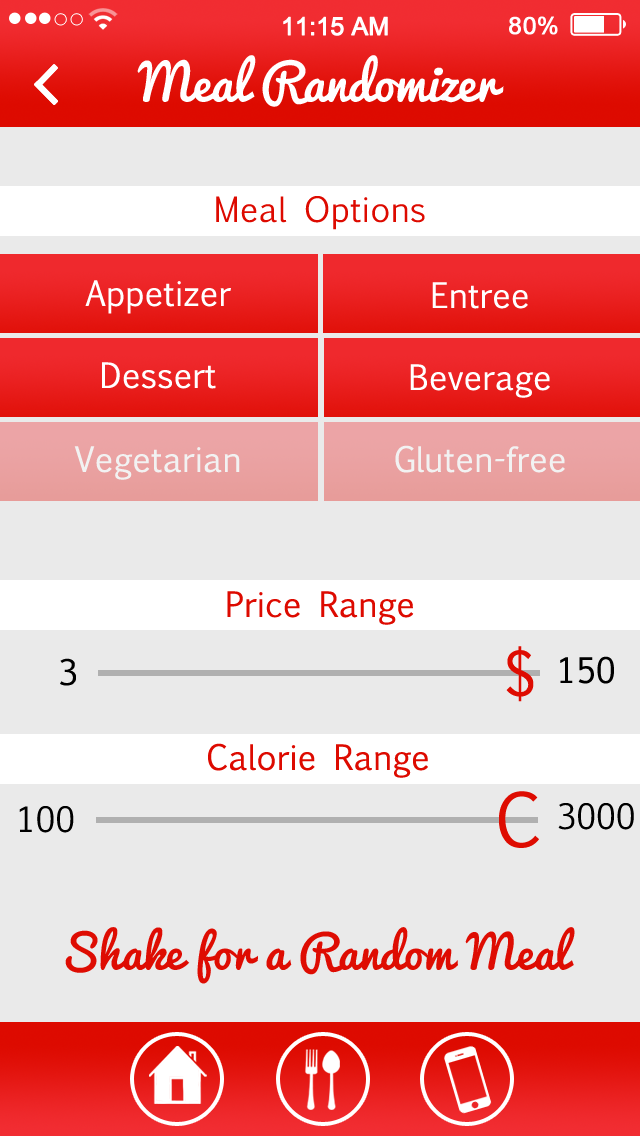 11:15 AM 80%
Meal Randomizer
Meal Options
Appetizer Entree
Dessert Beverage
Vegetarian Gluten-free
Price Range
3 $ 150
Calorie Range
100 C 3000
Shake for a Random Meal